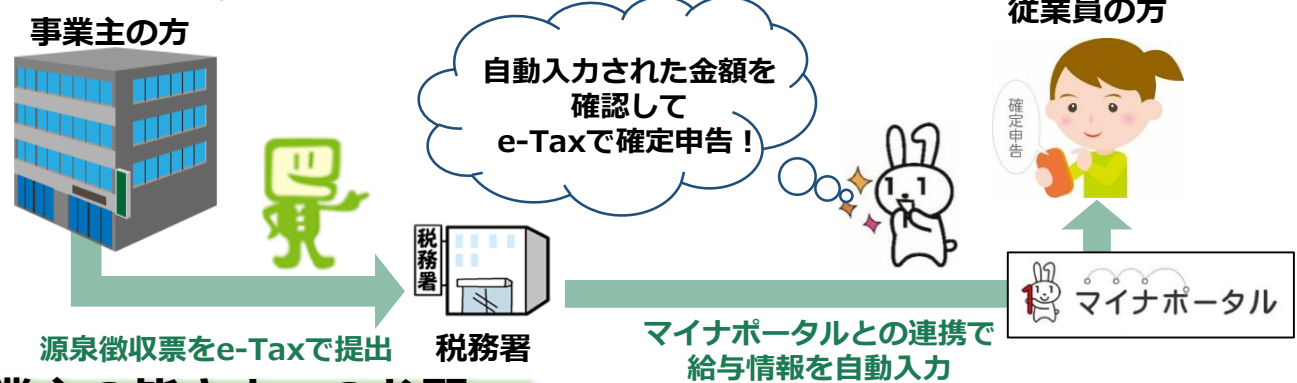 事業主の方
従業員の方
自動入力された金額を
確認して
e-Taxで確定申告！
確定申告
税務署
マイナポータル
源泉徴収票をe-Taxで提出
税務署
マイナポータルとの連携で
給与情報を自動入力